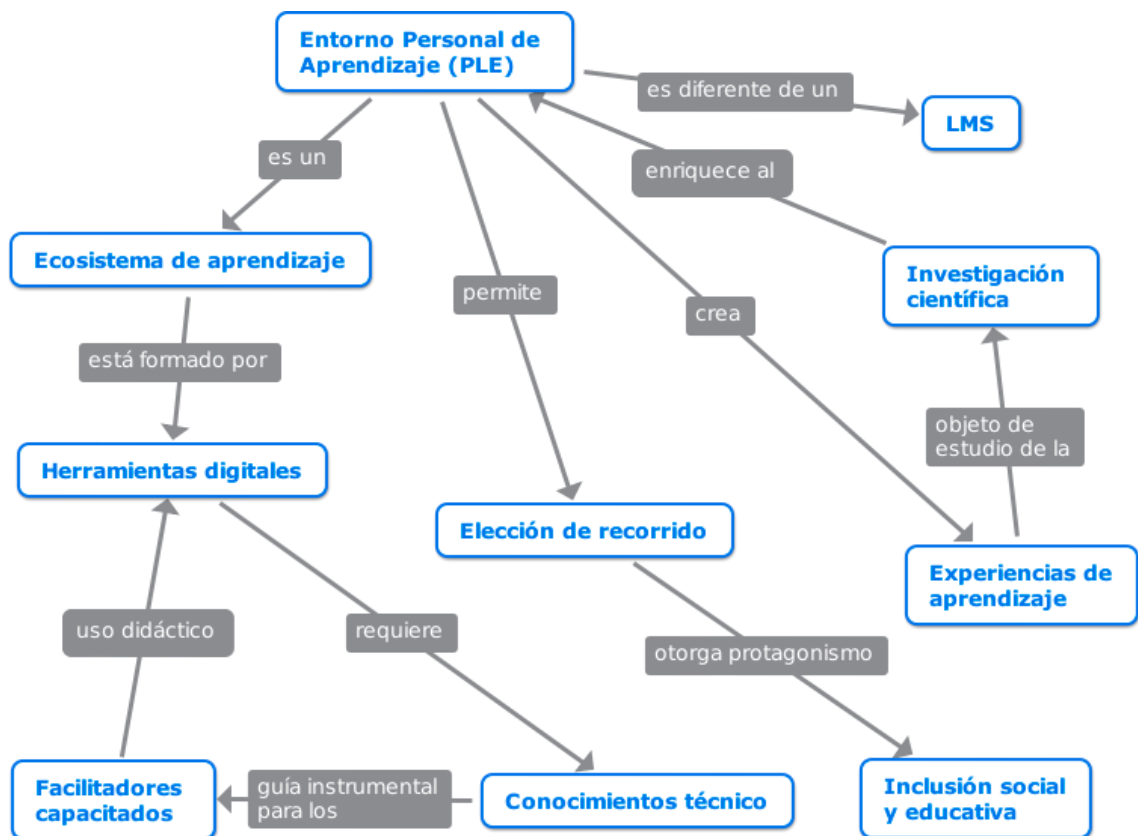 Entorno Personal de
Aprendizaje (PLE)
es diferente de un
LMS
es un
enriquece al
Ecosistema de aprendizaje
Investigación
científica
permite
crea
está formado por
objeto de
estudio de la
Herramientas digitales
Elección de recorrido
Experiencias de
aprendizaje
uso didáctico
requiere
otorga protagonismo
Facilitadores
capacitados
guía instrumental
para los
Conocimientos técnico
Inclusión social
y educativa